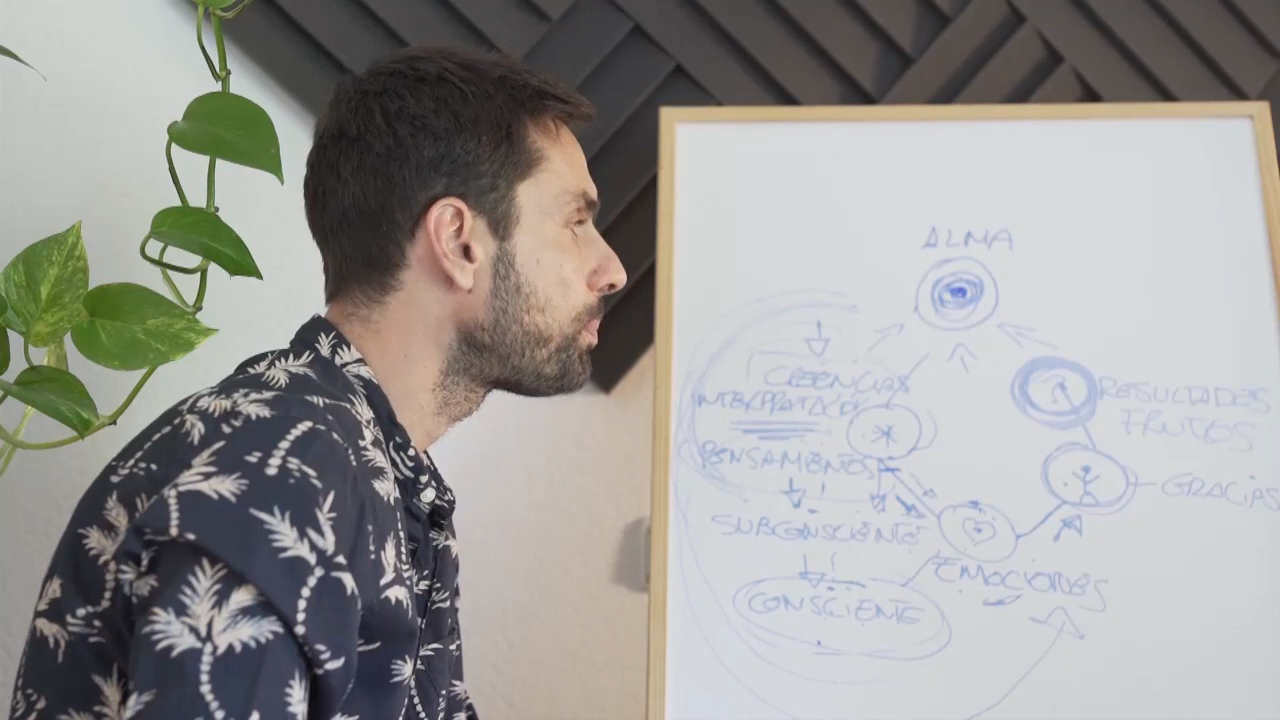 ALMA
CREENCIAS
INTERPRETACIÓN
PENSAMIENTOS
SUBCONSCIENTE
CONSCIENTE
EMOCIONES
RESULTADOS
FRUTOS
GRACIAS